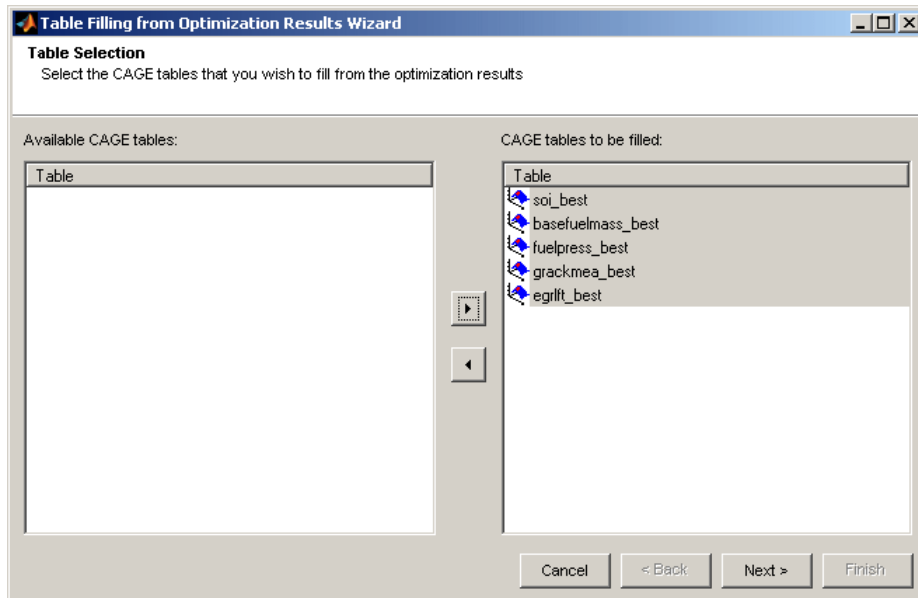 Table Filling from Optimization Results Wizard
Table Selection
Select the CAGE tables that you wish to fill from the optimization results
Available CAGE tables:
Table
CAGE tables to be filled:
Table
soi_best
basefuelmass_best
fuelpress_best
grackmea_best
egrlft_best
Cancel
< Back
Next >
Finish